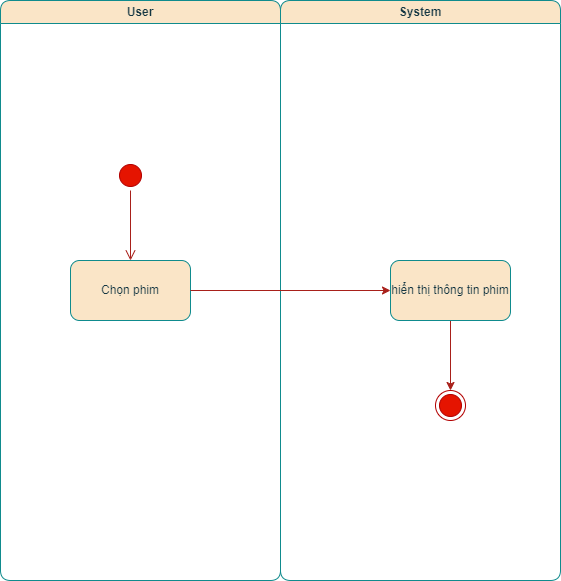 User
System
Chọn phim
hiển thị thông tin phim